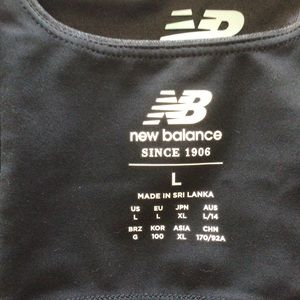 NB
new balance
SINCE 1906
L
MADE IN SRI LANKA
US EU JPN AUS
L L XL L/14
BRZ KOR ASIA CHN
G 100 XL 170/92A